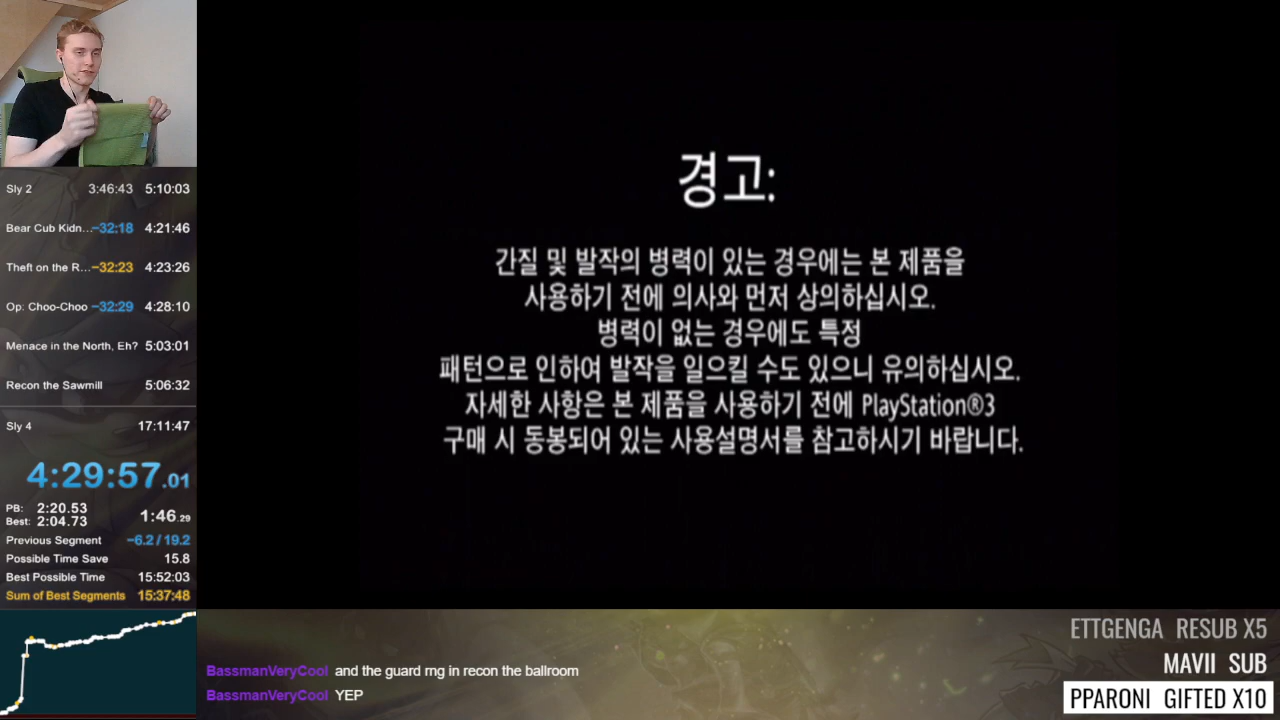 경고:
간질 및 발작의 병력이 있는 경우에는 본 제품을
사용하기 전에 의사와 먼저 상의하십시오.
병력이 없는 경우에도 특정
패턴으로 인하여 발작을 일으킬 수도 있으니 유의하십시오.
자세한 사항은 본 제품을 사용하기 전에 PlayStation®3
구매 시 동봉되어 있는 사용설명서를 참고하시기 바랍니다.
Sly 2 3:46:43 5:10:03
Bear Cub Kidn... −32:18 4:21:46
Theft on the R... −32:23 4:23:26
Op: Choo-Choo −32:29 4:28:10
Menace in the North, Eh? 5:03:01
Recon the Sawmill 5:06:32
Sly 4 17:11:47
4:29:57.01
PB: 2:20.53
Best: 2:04.73
1:46.29
Previous Segment −6.2 / 19.2
Possible Time Save 15.8
Best Possible Time 15:52:03
Sum of Best Segments 15:37:48
BassmanVeryCool and the guard rng in recon the ballroom
BassmanVeryCool YEP
ETTGENGA RESUB X5
MAVII SUB
PPARONI GIFTED X10